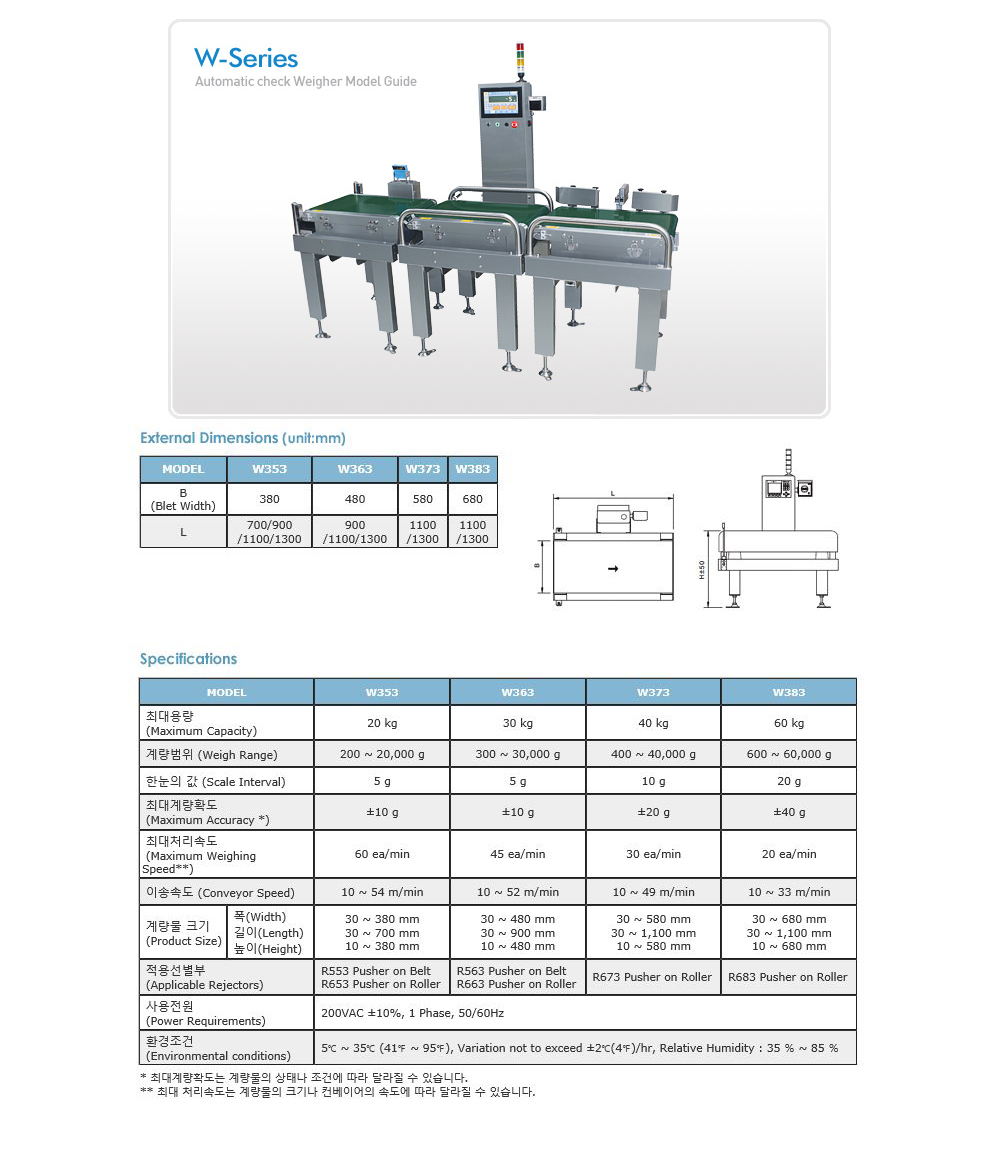 W-Series
Automatic check Weigher Model Guide
External Dimensions (unit:mm)
MODEL W353 W363 W373 W383
B
(Blet Width) 380 480 580 680
L 700/900 /1100/1300 900 /1100/1300 1100 /1300 1100 /1300
L
B
H±50
Specifications
MODEL W353 W363 W373 W383
최대용량
(Maximum Capacity) 20 kg 30 kg 40 kg 60 kg
계량범위 (Weigh Range) 200 ~ 20,000 g 300 ~ 30,000 g 400 ~ 40,000 g 600 ~ 60,000 g
한눈의 값 (Scale Interval) 5 g 5 g 10 g 20 g
최대계량확도
(Maximum Accuracy *) ±10 g ±10 g ±20 g ±40 g
최대처리속도
(Maximum Weighing
Speed**) 60 ea/min 45 ea/min 30 ea/min 20 ea/min
이송속도 (Conveyor Speed) 10 ~ 54 m/min 10 ~ 52 m/min 10 ~ 49 m/min 10 ~ 33 m/min
계량물 크기
(Product Size)
폭(Width) 30 ~ 380 mm 30 ~ 480 mm 30 ~ 580 mm 30 ~ 680 mm
길이(Length) 30 ~ 700 mm 30 ~ 900 mm 30 ~ 1,100 mm 30 ~ 1,100 mm
높이(Height) 10 ~ 380 mm 10 ~ 480 mm 10 ~ 580 mm 10 ~ 680 mm
적용선별부
(Applicable Rejectors)
R553 Pusher on Belt
R653 Pusher on Roller
R563 Pusher on Belt
R663 Pusher on Roller
R673 Pusher on Roller
R683 Pusher on Roller
사용전원
(Power Requirements)
200VAC ±10%, 1 Phase, 50/60Hz
환경조건
(Environmental conditions)
5℃ ~ 35℃ (41℉ ~ 95℉), Variation not to exceed ±2℃(4℉)/hr, Relative Humidity : 35 % ~ 85 %
* 최대계량확도는 계량물의 상태나 조건에 따라 달라질 수 있습니다.
** 최대 처리속도는 계량물의 크기나 컨베이어의 속도에 따라 달라질 수 있습니다.